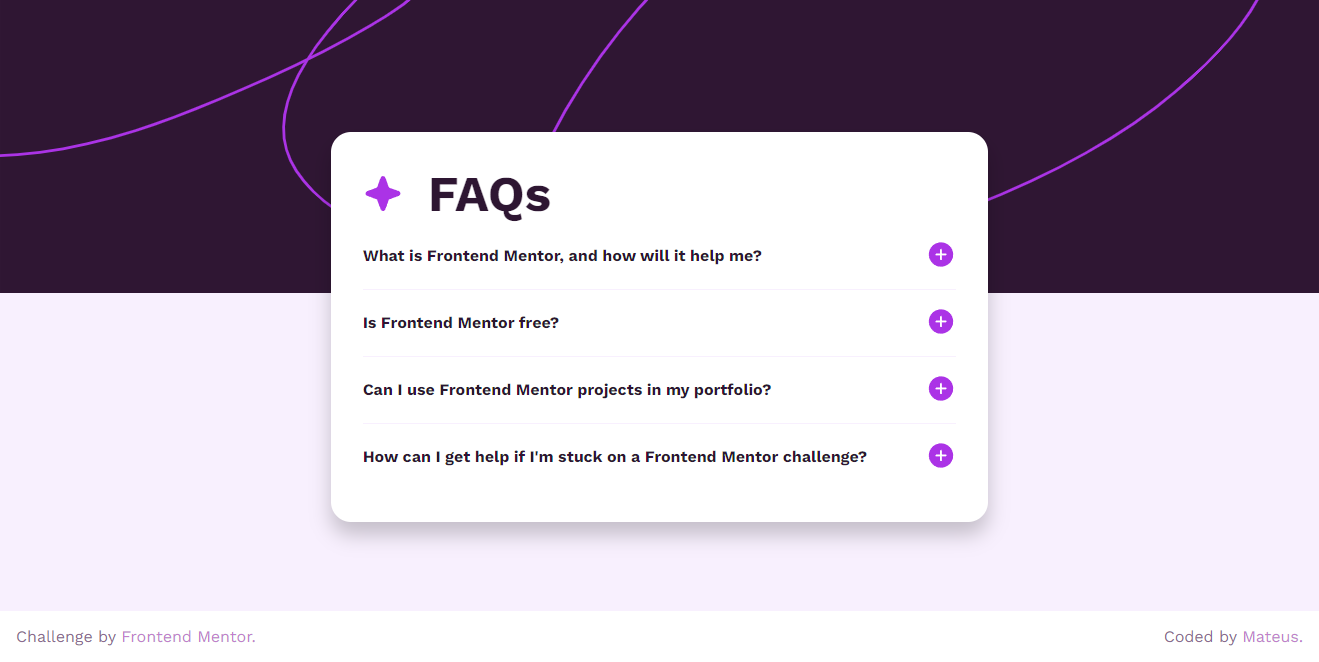 FAQs
What is Frontend Mentor, and how will it help me?
Is Frontend Mentor free?
Can I use Frontend Mentor projects in my portfolio?
How can I get help if I'm stuck on a Frontend Mentor challenge?
Challenge by Frontend Mentor.
Coded by Mateus.